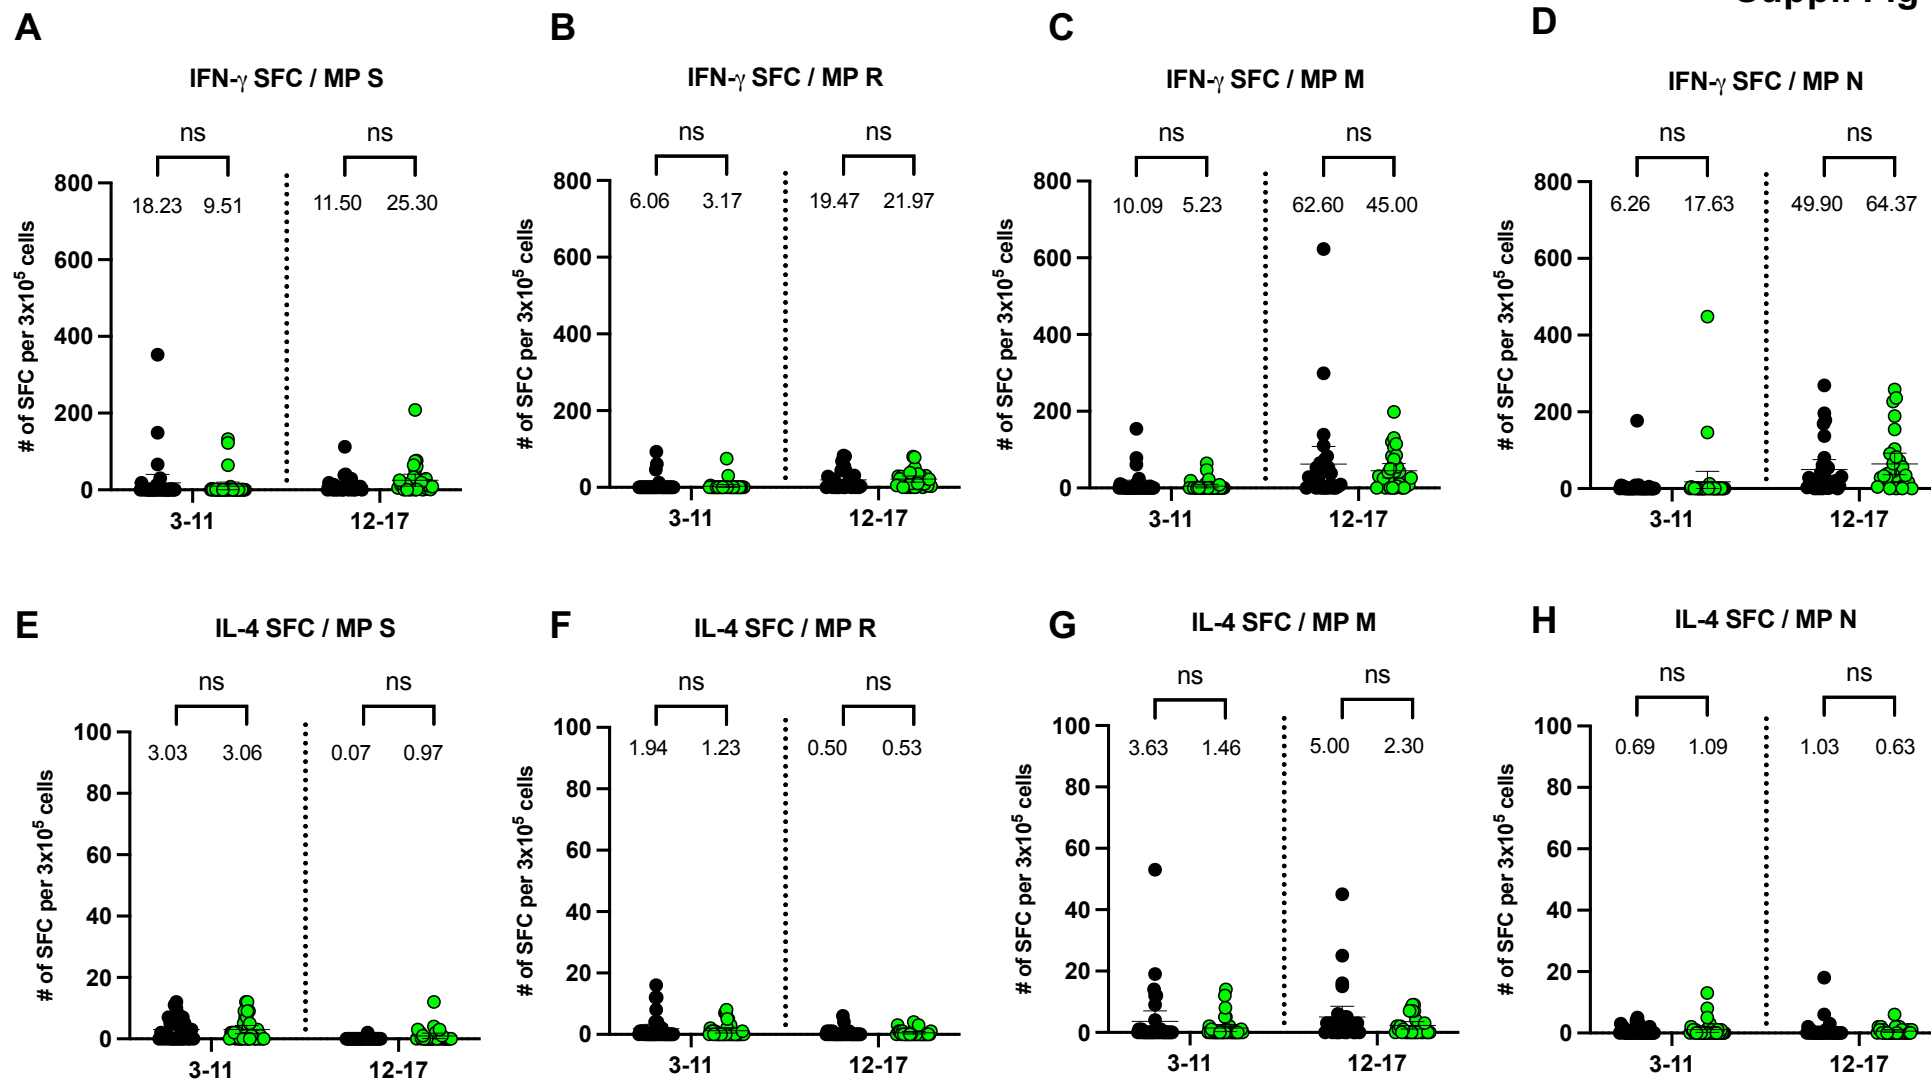 Suppl. Fig
A
IFN-γ SFC / MP S
ns ns
18.23 9.51 11.50 25.30
# of SFC per 3x10⁵ cells
800
600
400
200
0
3-11 12-17
B
IFN-γ SFC / MP R
ns ns
6.06 3.17 19.47 21.97
# of SFC per 3x10⁵ cells
800
600
400
200
0
3-11 12-17
C
IFN-γ SFC / MP M
ns ns
10.09 5.23 62.60 45.00
# of SFC per 3x10⁵ cells
800
600
400
200
0
3-11 12-17
D
IFN-γ SFC / MP N
ns ns
6.26 17.63 49.90 64.37
# of SFC per 3x10⁵ cells
800
600
400
200
0
3-11 12-17
E
IL-4 SFC / MP S
ns ns
3.03 3.06 0.07 0.97
# of SFC per 3x10⁵ cells
100
80
60
40
20
0
3-11 12-17
F
IL-4 SFC / MP R
ns ns
1.94 1.23 0.50 0.53
# of SFC per 3x10⁵ cells
100
80
60
40
20
0
3-11 12-17
G
IL-4 SFC / MP M
ns ns
3.63 1.46 5.00 2.30
# of SFC per 3x10⁵ cells
100
80
60
40
20
0
3-11 12-17
H
IL-4 SFC / MP N
ns ns
0.69 1.09 1.03 0.63
# of SFC per 3x10⁵ cells
100
80
60
40
20
0
3-11 12-17